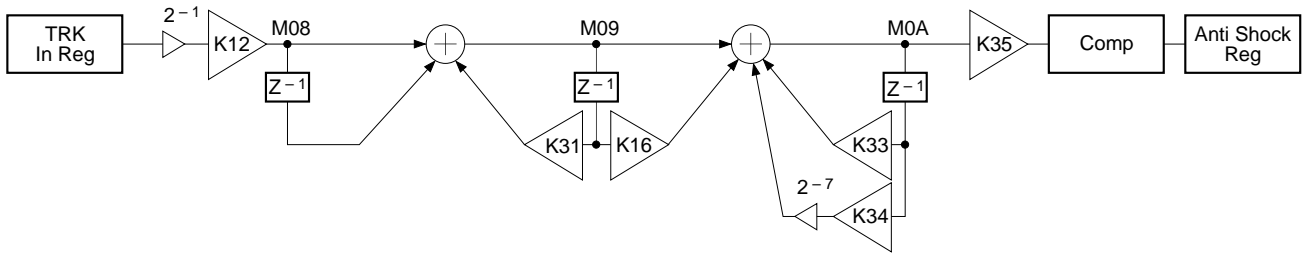 TRK
In Reg
2⁻¹
K12
M08
Z⁻¹
M09
Z⁻¹
K31
K16
M0A
Z⁻¹
K33
2⁻⁷
K34
K35
Comp
Anti Shock
Reg